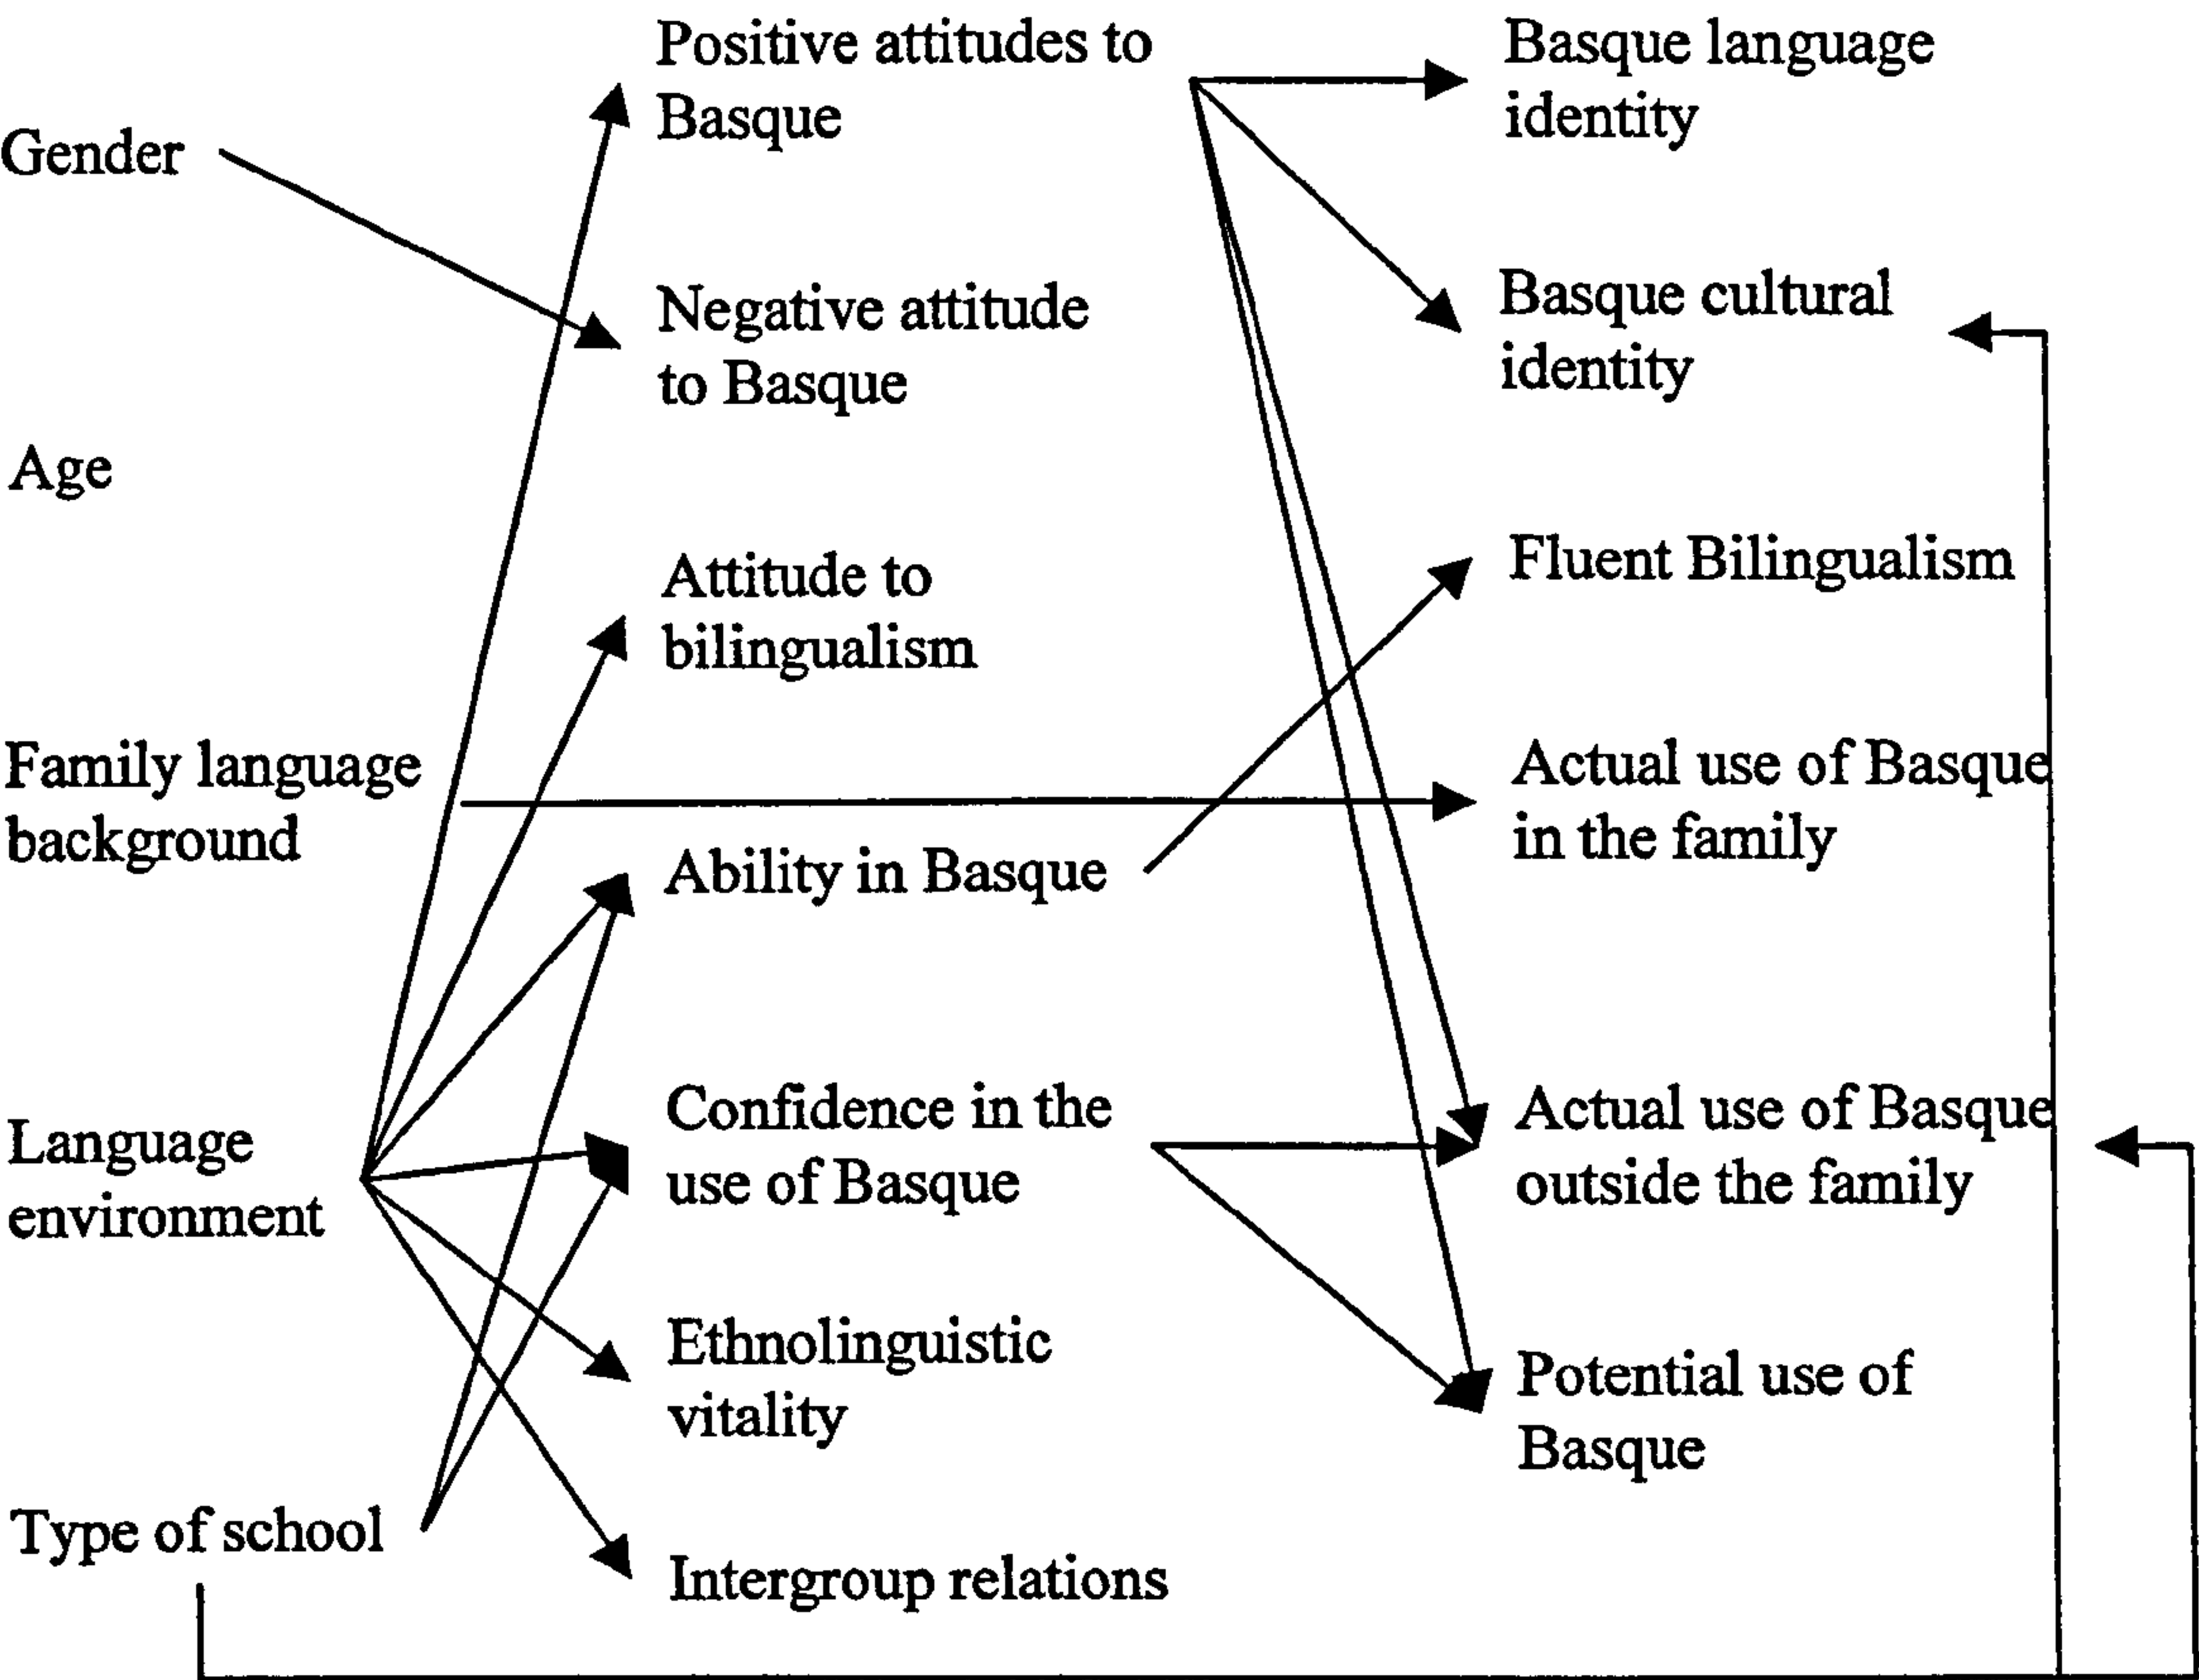 Gender
Age
Family language
background
Language
environment
Type of school
Positive attitudes to
Basque
Negative attitude
to Basque
Attitude to
bilingualism
Ability in Basque
Confidence in the
use of Basque
Ethnolinguistic
vitality
Intergroup relations
Basque language
identity
Basque cultural
identity
Fluent Bilingualism
Actual use of Basque
in the family
Actual use of Basque
outside the family
Potential use of
Basque